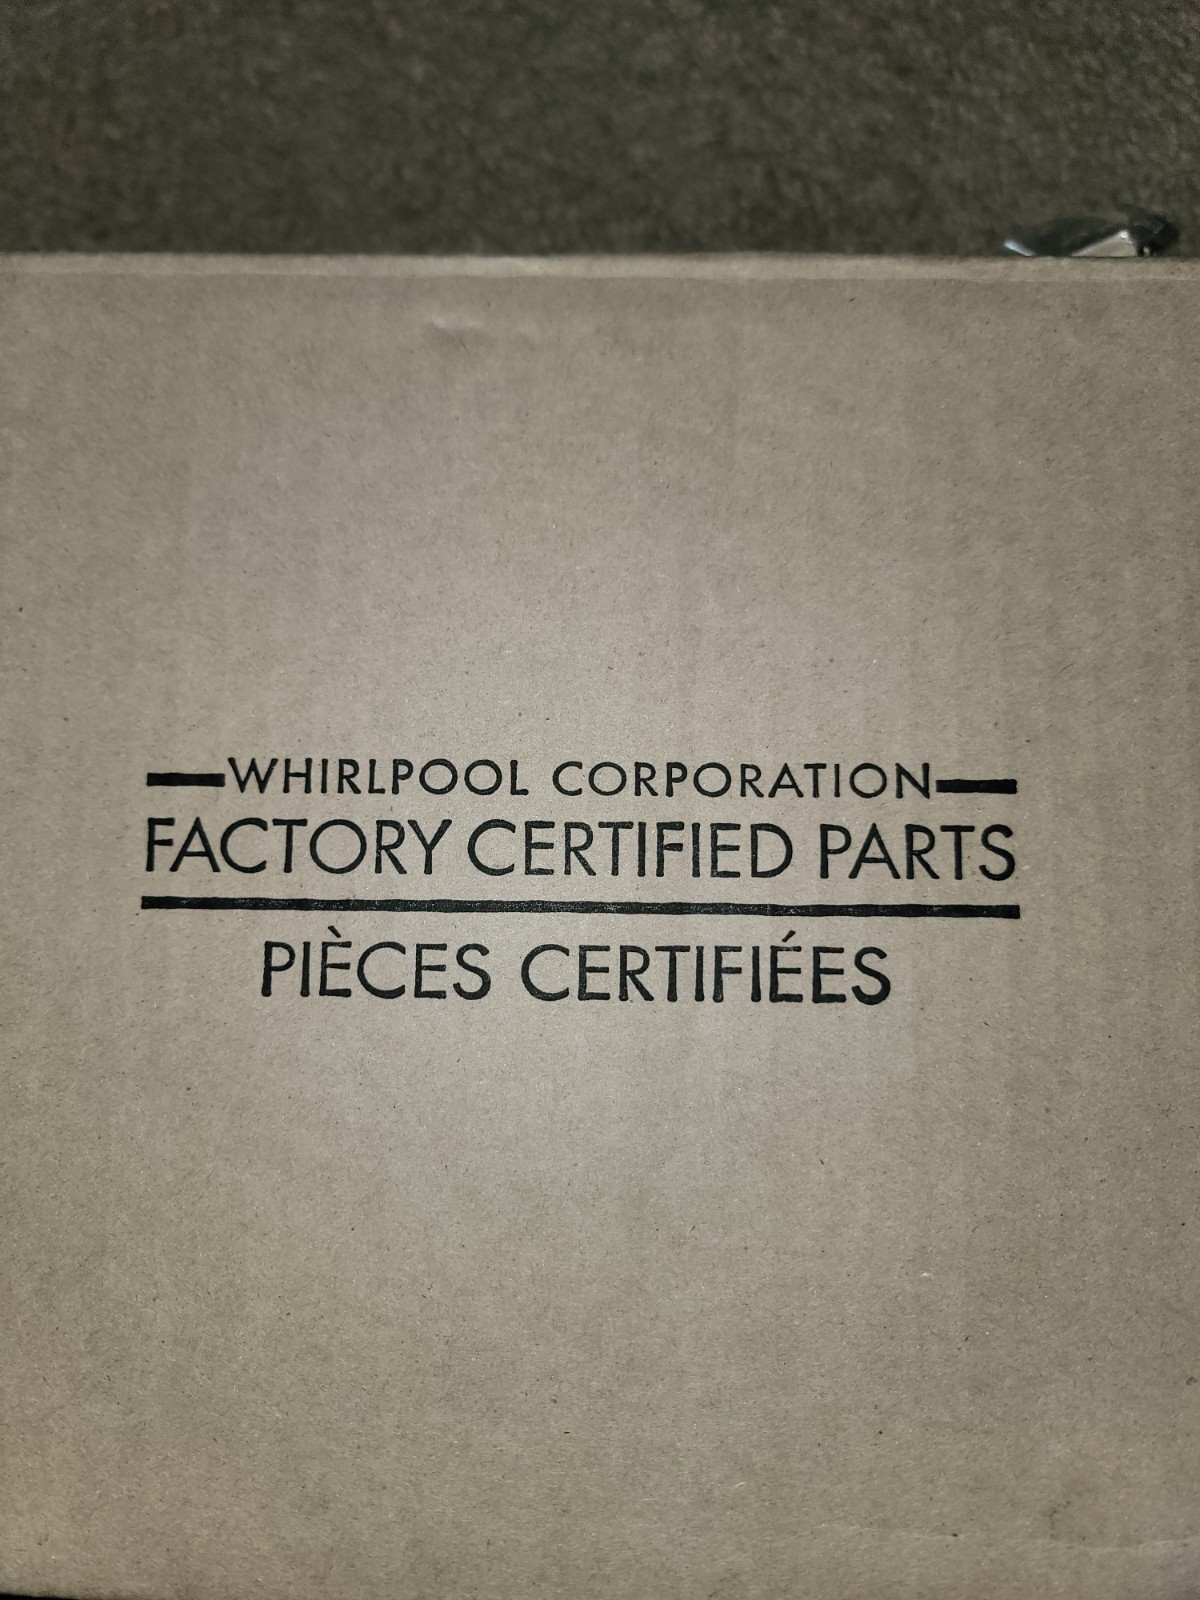 WHIRLPOOL CORPORATION
FACTORY CERTIFIED PARTS
PIÈCES CERTIFIÉES